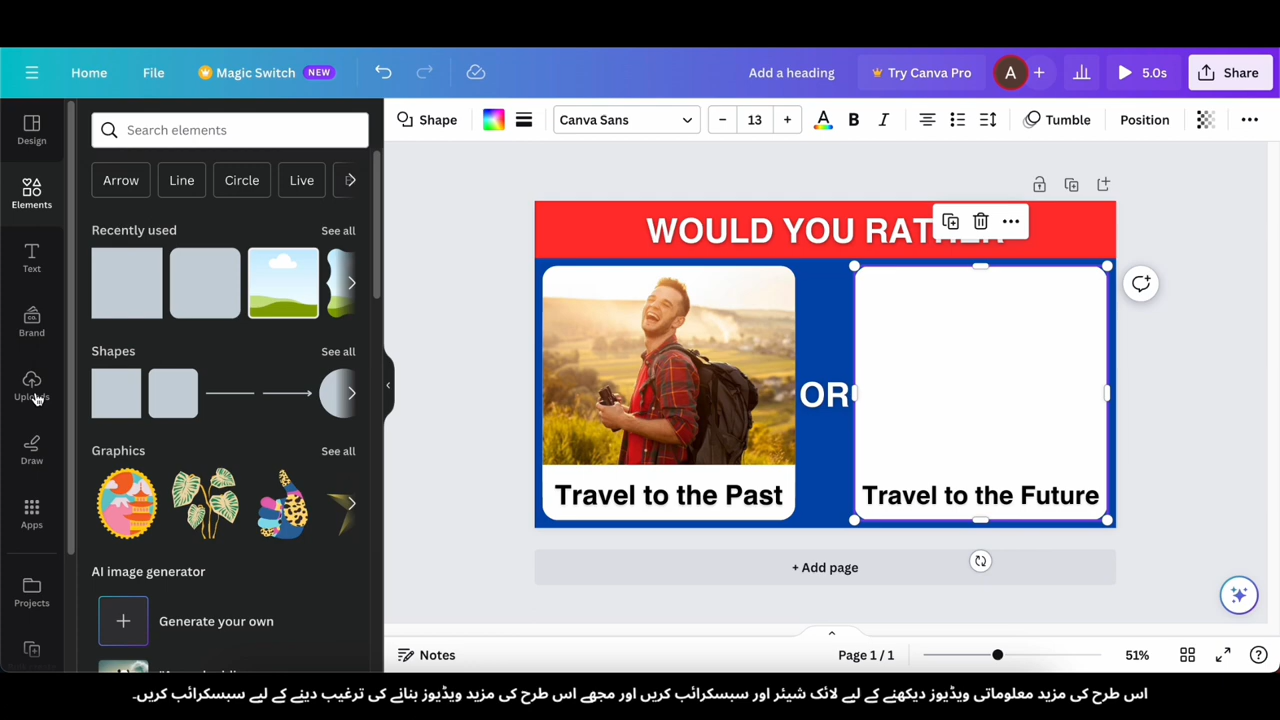 Home File Magic Switch NEW Add a heading Try Canva Pro A 5.0s Share
Design
Elements
Text
Brand
Uploads
Draw
Apps
Projects
Search elements
Arrow Line Circle Live
Recently used See all
Shapes See all
Graphics See all
AI image generator
Generate your own
Shape Canva Sans 13 A B I Tumble Position
WOULD YOU RATHER
OR
Travel to the Past
Travel to the Future
+ Add page
Notes Page 1 / 1 51%
اس طرح کی مزید معلوماتی ویڈیوز دیکھنے کے لیے لائک شیئر اور سبسکرائب کریں اور مجھے اس طرح کی مزید ویڈیوز بنانے کی ترغیب دینے کے لیے سبسکرائب کریں۔